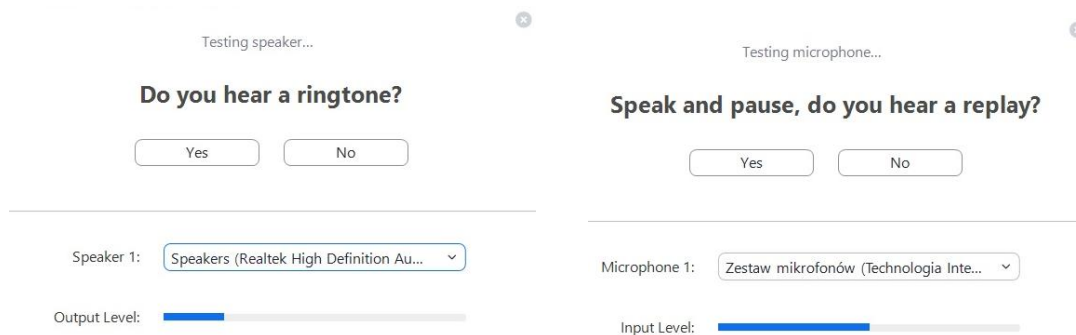 Testing speaker...
Do you hear a ringtone?
Yes No
Speaker 1: Speakers (Realtek High Definition Au...
Output Level:
Testing microphone...
Speak and pause, do you hear a replay?
Yes No
Microphone 1: Zestaw mikrofonów (Technologia Inte...
Input Level: